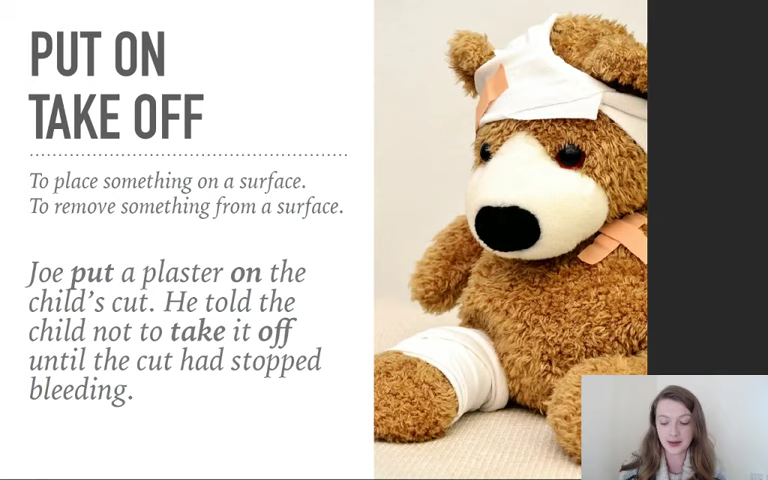 PUT ON
TAKE OFF
To place something on a surface.
To remove something from a surface.
Joe put a plaster on the
child’s cut. He told the
child not to take it off
until the cut had stopped
bleeding.